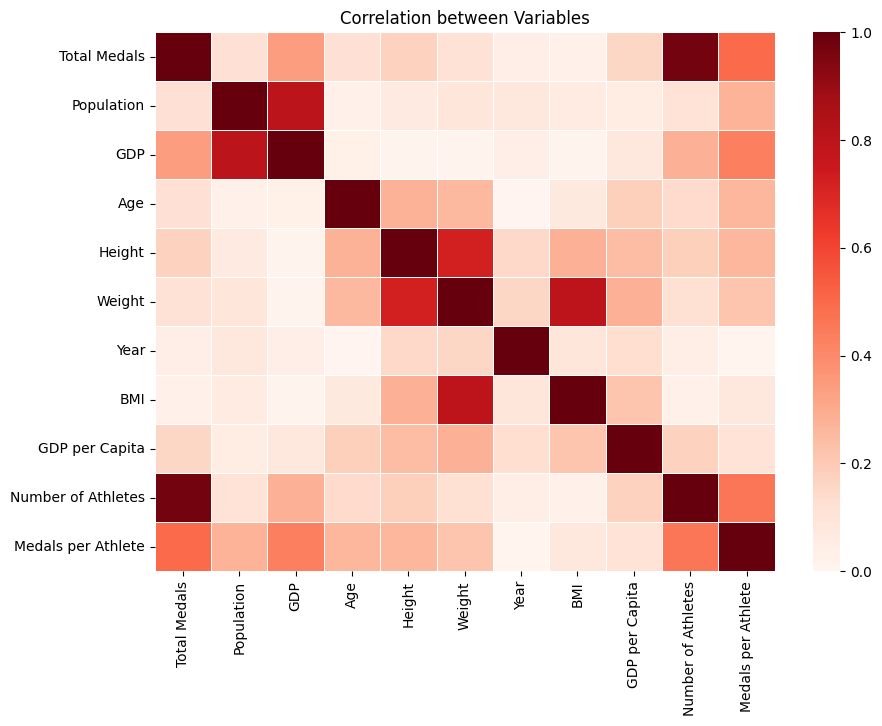 Correlation between Variables
Total Medals
Population
GDP
Age
Height
Weight
Year
BMI
GDP per Capita
Number of Athletes
Medals per Athlete
Total Medals
Population
GDP
Age
Height
Weight
Year
BMI
GDP per Capita
Number of Athletes
Medals per Athlete
1.0
0.8
0.6
0.4
0.2
0.0